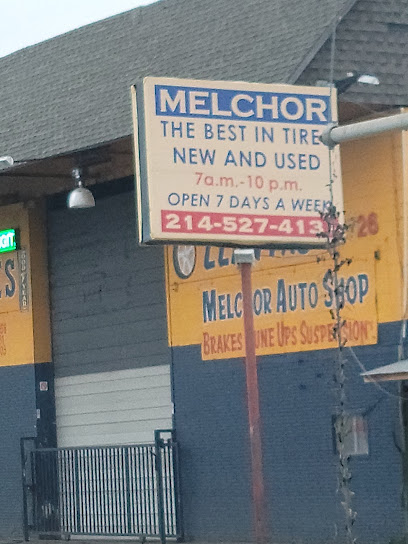 MELCHOR
THE BEST IN TIRE
NEW AND USED
7a.m.-10 p.m.
OPEN 7 DAYS A WEEK
214-527-413
MELCHOR AUTO SHOP
BRAKES TUNE UPS SUSPENSION